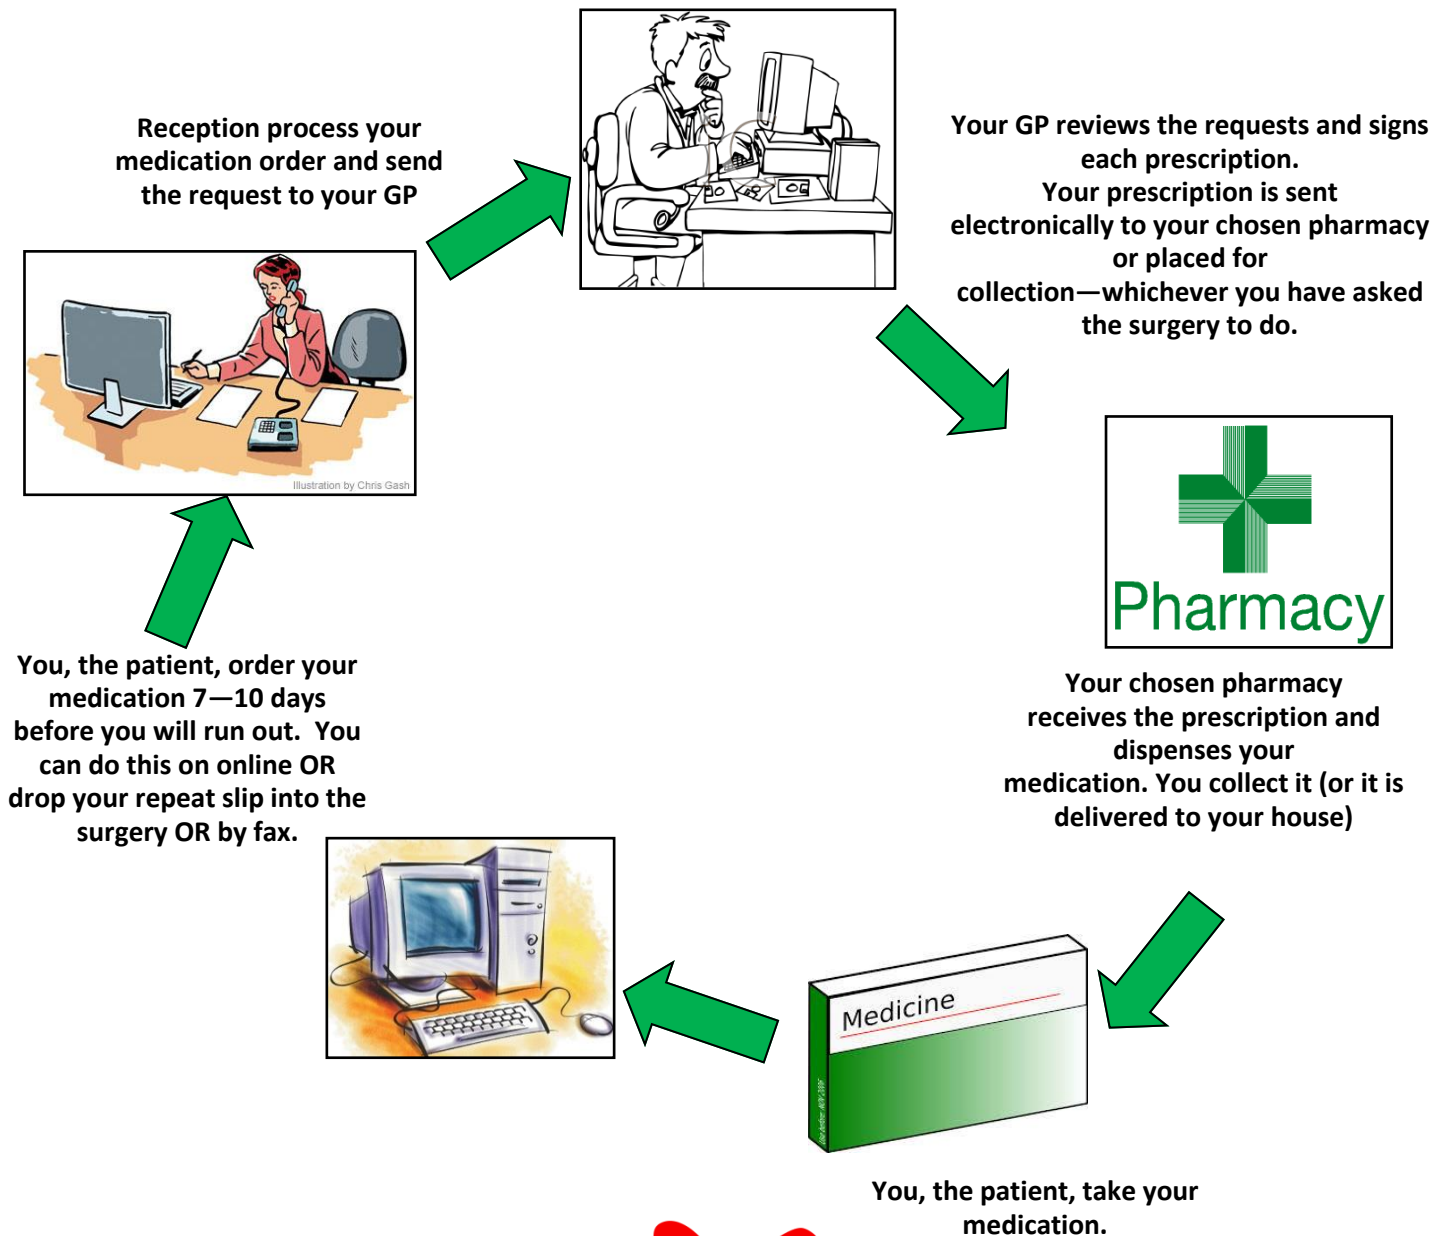 Reception process your
medication order and send
the request to your GP
Your GP reviews the requests and signs
each prescription.
Your prescription is sent
electronically to your chosen pharmacy
or placed for
collection—whichever you have asked
the surgery to do.
Illustration by Chris Gash
Pharmacy
You, the patient, order your
medication 7—10 days
before you will run out.  You
can do this on online OR
drop your repeat slip into the
surgery OR by fax.
Your chosen pharmacy
receives the prescription and
dispenses your
medication. You collect it (or it is
delivered to your house)
Medicine
Use before: NOV 2006
You, the patient, take your
medication.